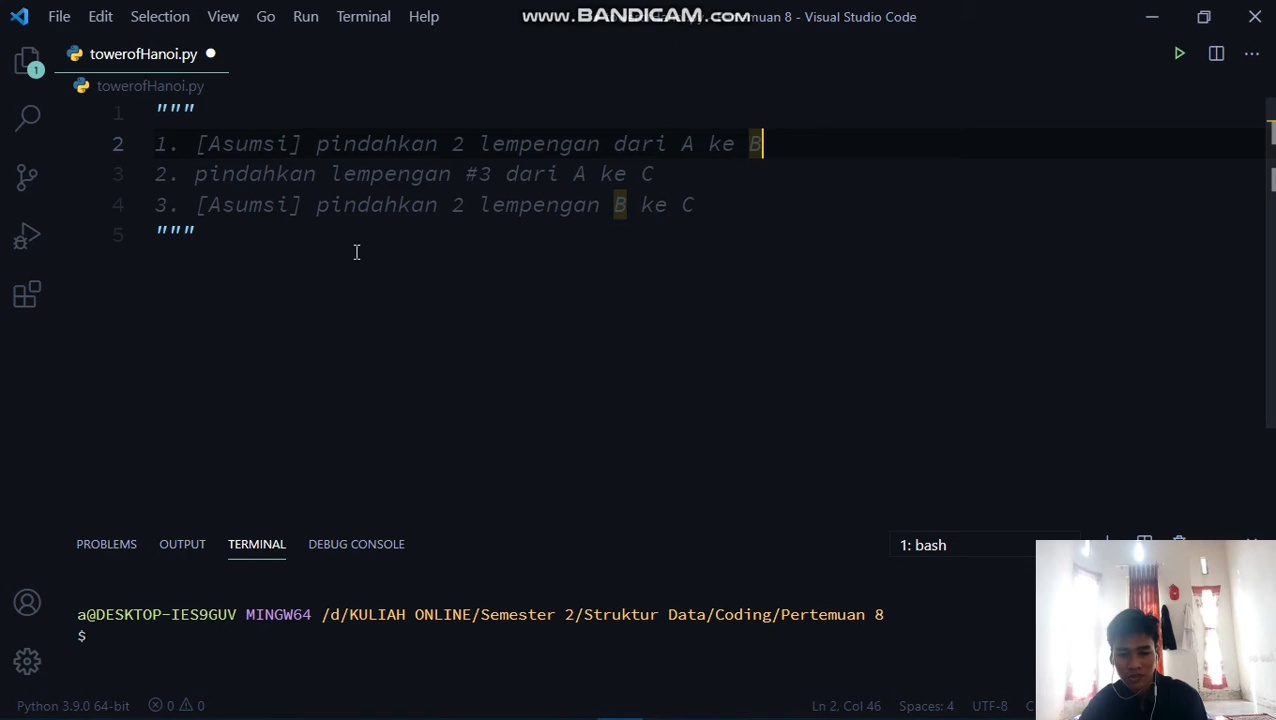 File Edit Selection View Go Run Terminal Help
www.BANDICAM.com
muan 8 - Visual Studio Code
towerofHanoi.py
1
towerofHanoi.py
1 """
2 1. [Asumsi] pindahkan 2 lempengan dari A ke B
3 2. pindahkan lempengan #3 dari A ke C
4 3. [Asumsi] pindahkan 2 lempengan B ke C
5 """
PROBLEMS OUTPUT TERMINAL DEBUG CONSOLE
1: bash
a@DESKTOP-IES9GUV MINGW64 /d/KULIAH ONLINE/Semester 2/Struktur Data/Coding/Pertemuan 8
$
Python 3.9.0 64-bit 0 0 Ln 2, Col 46 Spaces: 4 UTF-8